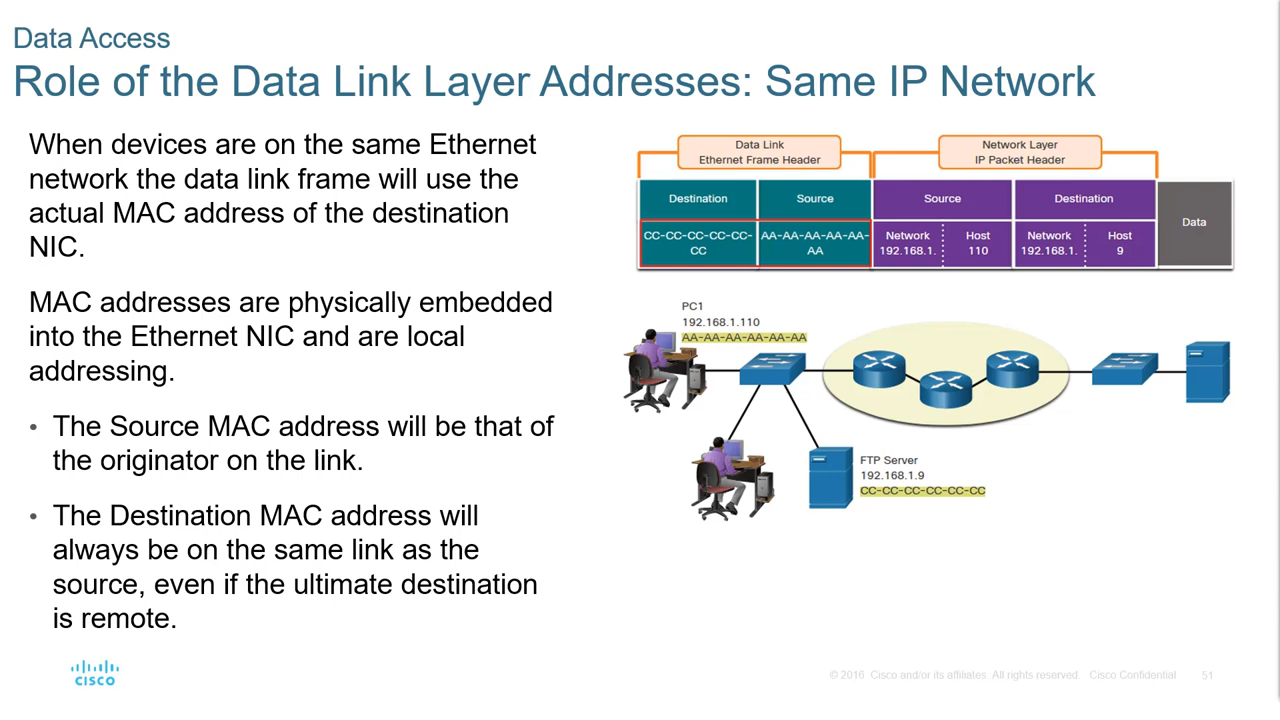 Data Access
Role of the Data Link Layer Addresses: Same IP Network
When devices are on the same Ethernet
network the data link frame will use the
actual MAC address of the destination
NIC.
MAC addresses are physically embedded
into the Ethernet NIC and are local
addressing.
• The Source MAC address will be that of
the originator on the link.
• The Destination MAC address will
always be on the same link as the
source, even if the ultimate destination
is remote.
Data Link
Ethernet Frame Header
Network Layer
IP Packet Header
Destination
Source
Source
Destination
Data
CC-CC-CC-CC-CC-
CC
AA-AA-AA-AA-AA-
AA
Network
192.168.1.
Host
110
Network
192.168.1.
Host
9
PC1
192.168.1.110
AA-AA-AA-AA-AA-AA
FTP Server
192.168.1.9
CC-CC-CC-CC-CC-CC
CISCO
© 2016 Cisco and/or its affiliates. All rights reserved. Cisco Confidential
51